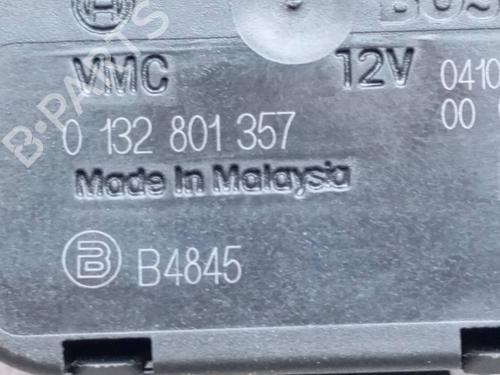 VMC 12V 0410
0 132 801 357 00
Made In Malaysia
B B4845
B-PARTS